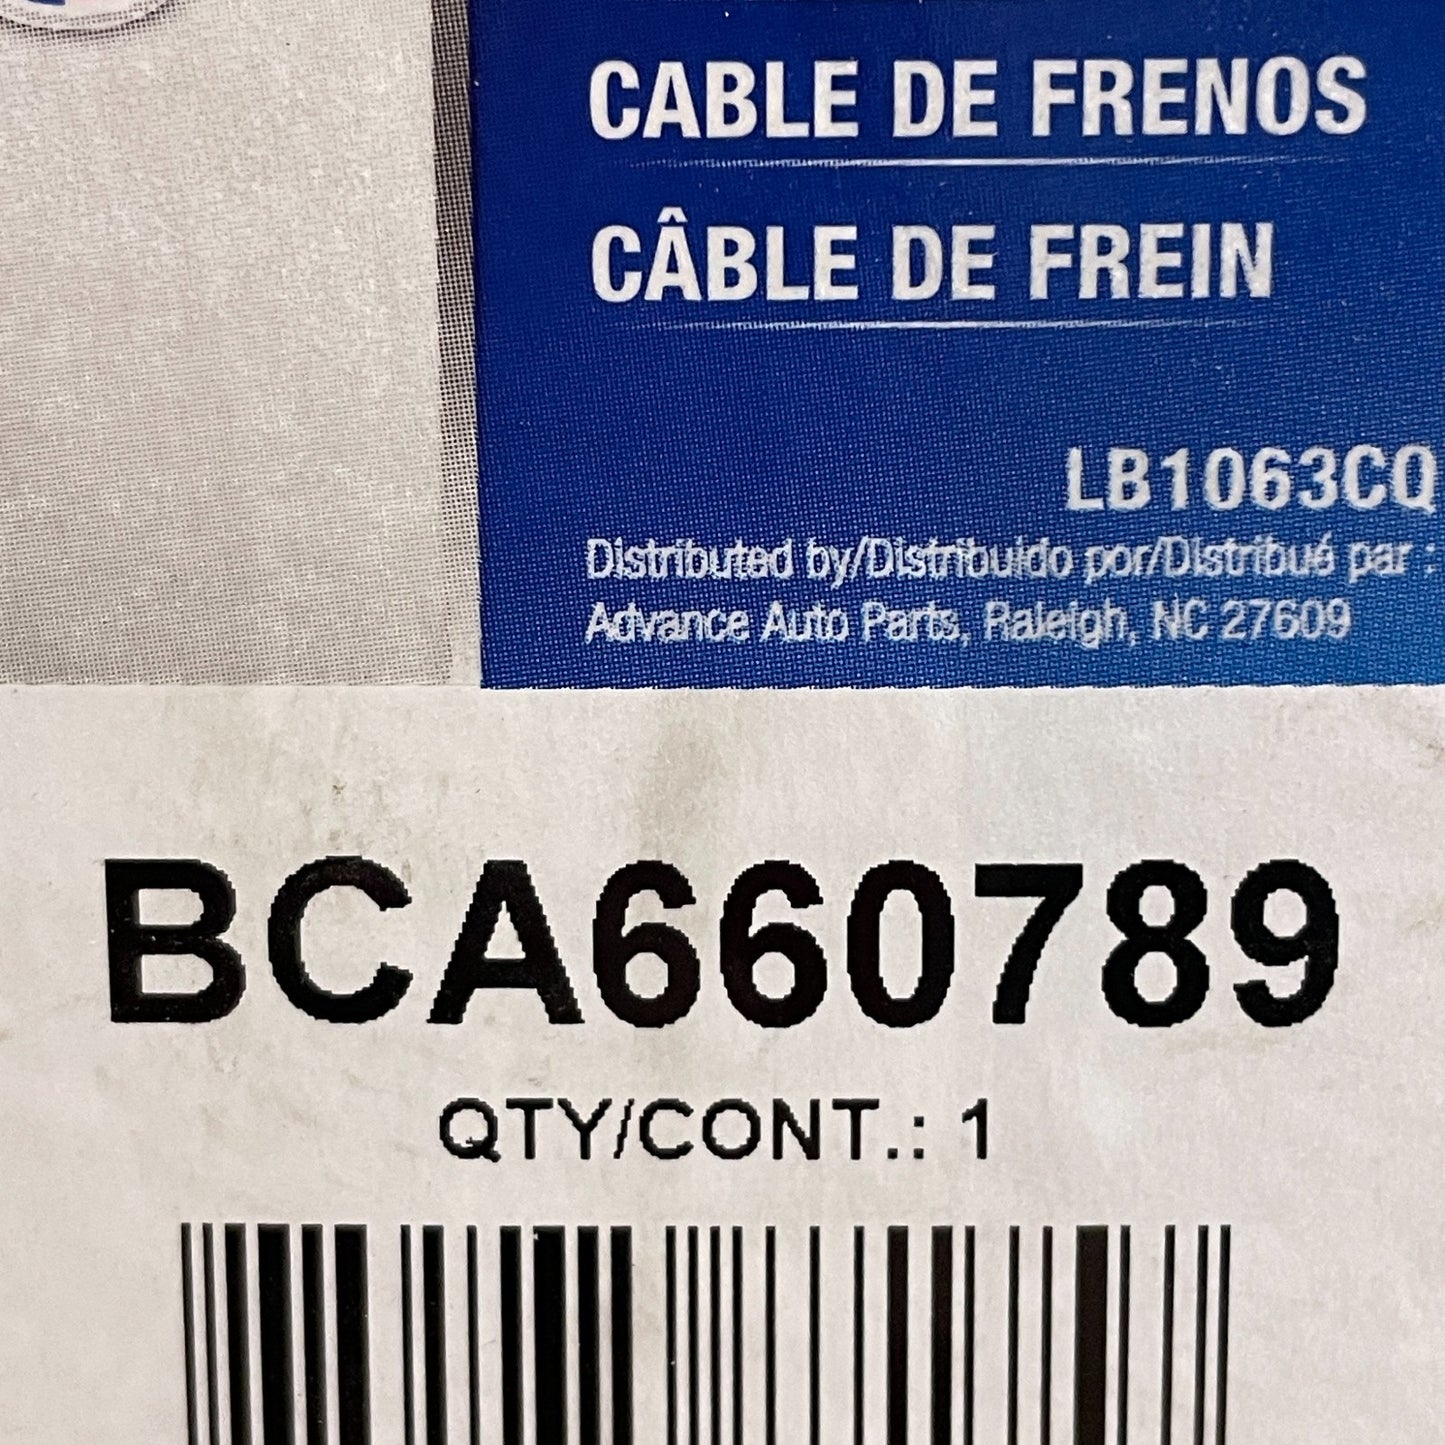 CABLE DE FRENOS
CÂBLE DE FREIN
LB1063CQ
Distributed by/Distribuido por/Distribué par :
Advance Auto Parts, Raleigh, NC 27609
BCA660789
QTY/CONT.: 1